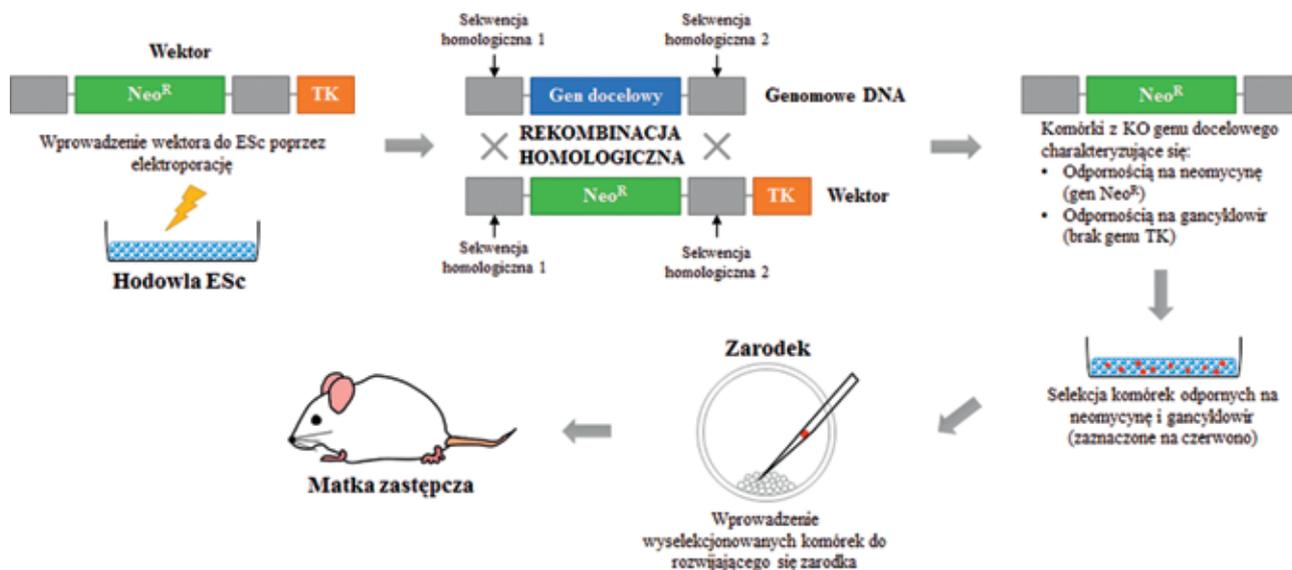 Wektor
Neo^R
TK
Wprowadzenie wektora do ESc poprzez
elektroporację
Hodowla ESc
Sekwencja
homologiczna 1
Sekwencja
homologiczna 2
Gen docelowy
Genomowe DNA
REKOMBINACJA
HOMOLOGICZNA
Neo^R
TK
Wektor
Sekwencja
homologiczna 1
Sekwencja
homologiczna 2
Neo^R
Komórki z KO genu docelowego
charakteryzujące się:
• Odpornością na neomycynę
(gen Neo^R)
• Odpornością na gancyklowir
(brak genu TK)
Selekcja komórek odpornych na
neomycynę i gancyklowir
(zaznaczone na czerwono)
Zarodek
Wprowadzenie
wyselekcjonowanych komórek do
rozwijającego się zarodka
Matka zastępcza